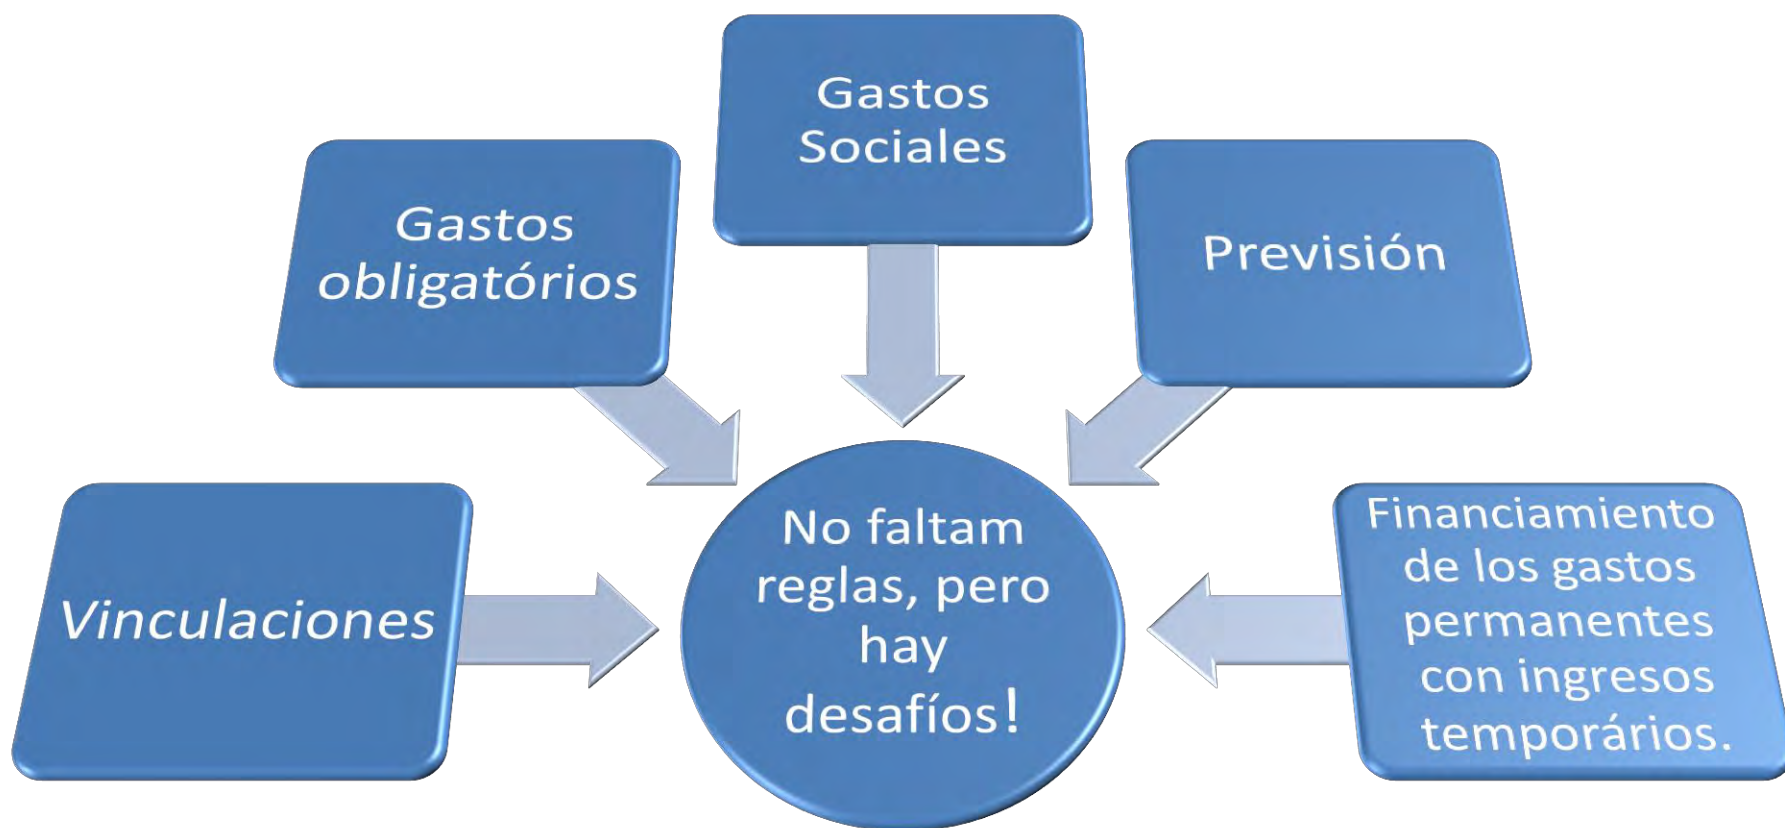 Gastos
Sociales
Gastos
obligatórios
Previsión
Vinculaciones
No faltam
reglas, pero
hay
desafíos!
Financiamiento
de los gastos
permanentes
con ingresos
temporários.